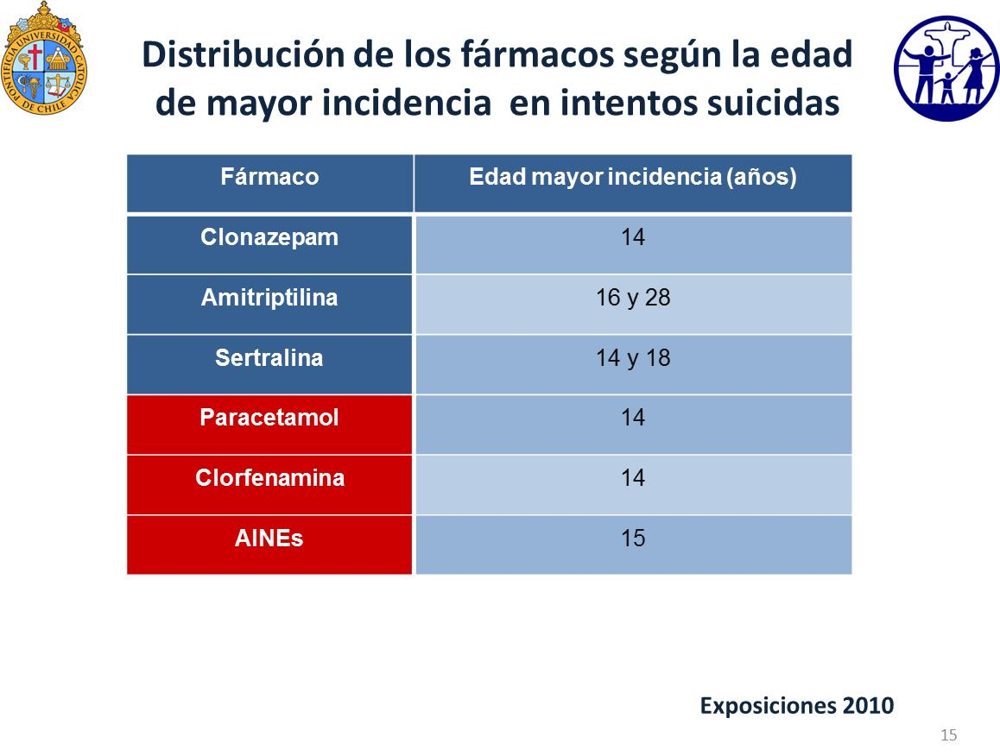 PONTIFICIA UNIVERSIDAD CATOLICA DE CHILE
Distribución de los fármacos según la edad
de mayor incidencia en intentos suicidas
Fármaco Edad mayor incidencia (años)
Clonazepam 14
Amitriptilina 16 y 28
Sertralina 14 y 18
Paracetamol 14
Clorfenamina 14
AINEs 15
Exposiciones 2010
15